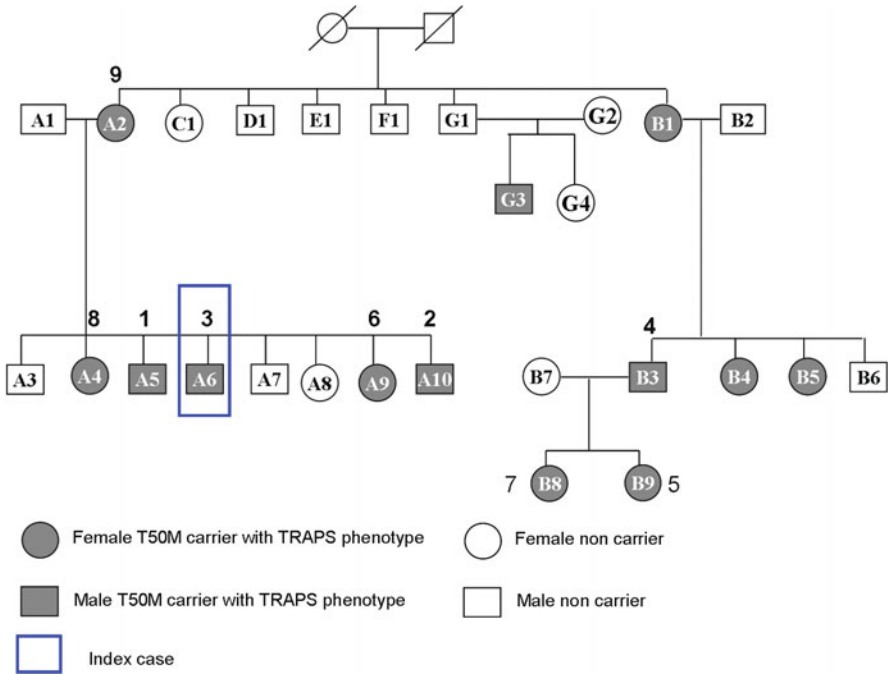 9
A1 A2 C1 D1 E1 F1 G1 G2 B1 B2
G3 G4
8 1 3 6 2 4
A3 A4 A5 A6 A7 A8 A9 A10 B7 B3 B4 B5 B6
7 B8 B9 5
Female T50M carrier with TRAPS phenotype Female non carrier
Male T50M carrier with TRAPS phenotype Male non carrier
Index case